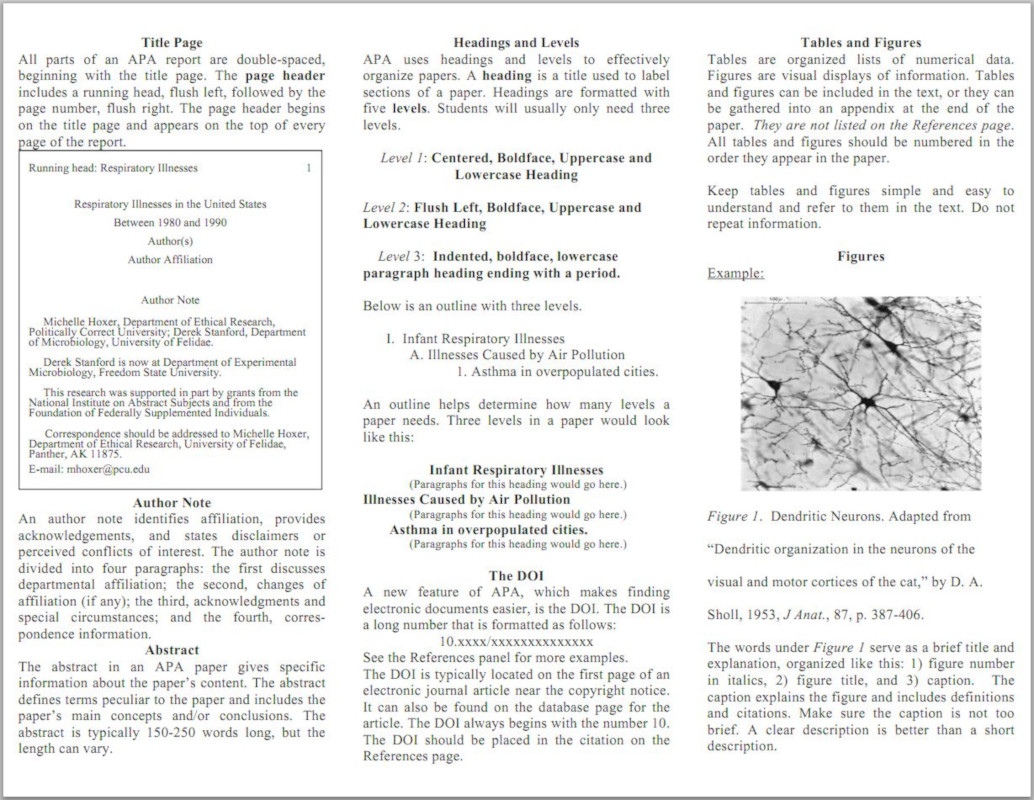 Title Page
All parts of an APA report are double-spaced,
beginning with the title page. The page header
includes a running head, flush left, followed by the
page number, flush right. The page header begins
on the title page and appears on the top of every
page of the report.
Running head: Respiratory Illnesses 1
Respiratory Illnesses in the United States
Between 1980 and 1990
Author(s)
Author Affiliation
Author Note
Michelle Hoxer, Department of Ethical Research,
Politically Correct University; Derek Stanford, Department
of Microbiology, University of Felidae.
Derek Stanford is now at Department of Experimental
Microbiology, Freedom State University.
This research was supported in part by grants from the
National Institute on Abstract Subjects and from the
Foundation of Federally Supplemented Individuals.
Correspondence should be addressed to Michelle Hoxer,
Department of Ethical Research, University of Felidae,
Panther, AK 11875.
E-mail: mhoxer@pcu.edu
Author Note
An author note identifies affiliation, provides
acknowledgements, and states disclaimers or
perceived conflicts of interest. The author note is
divided into four paragraphs: the first discusses
departmental affiliation; the second, changes of
affiliation (if any); the third, acknowledgments and
special circumstances; and the fourth, corres-
pondence information.
Abstract
The abstract in an APA paper gives specific
information about the paper's content. The abstract
defines terms peculiar to the paper and includes the
paper's main concepts and/or conclusions. The
abstract is typically 150-250 words long, but the
length can vary.
Headings and Levels
APA uses headings and levels to effectively
organize papers. A heading is a title used to label
sections of a paper. Headings are formatted with
five levels. Students will usually only need three
levels.
Level 1: Centered, Boldface, Uppercase and
Lowercase Heading
Level 2: Flush Left, Boldface, Uppercase and
Lowercase Heading
Level 3: Indented, boldface, lowercase
paragraph heading ending with a period.
Below is an outline with three levels.
I. Infant Respiratory Illnesses
A. Illnesses Caused by Air Pollution
1. Asthma in overpopulated cities.
An outline helps determine how many levels a
paper needs. Three levels in a paper would look
like this:
Infant Respiratory Illnesses
(Paragraphs for this heading would go here.)
Illnesses Caused by Air Pollution
(Paragraphs for this heading would go here.)
Asthma in overpopulated cities.
(Paragraphs for this heading would go here.)
The DOI
A new feature of APA, which makes finding
electronic documents easier, is the DOI. The DOI is
a long number that is formatted as follows:
10.xxxx/xxxxxxxxxxxxxx
See the References panel for more examples.
The DOI is typically located on the first page of an
electronic journal article near the copyright notice.
It can also be found on the database page for the
article. The DOI always begins with the number 10.
The DOI should be placed in the citation on the
References page.
Tables and Figures
Tables are organized lists of numerical data.
Figures are visual displays of information. Tables
and figures can be included in the text, or they can
be gathered into an appendix at the end of the
paper. They are not listed on the References page.
All tables and figures should be numbered in the
order they appear in the paper.
Keep tables and figures simple and easy to
understand and refer to them in the text. Do not
repeat information.
Figures
Example:
Figure 1. Dendritic Neurons. Adapted from
“Dendritic organization in the neurons of the
visual and motor cortices of the cat,” by D. A.
Sholl, 1953, J Anat., 87, p. 387-406.
The words under Figure 1 serve as a brief title and
explanation, organized like this: 1) figure number
in italics, 2) figure title, and 3) caption. The
caption explains the figure and includes definitions
and citations. Make sure the caption is not too
brief. A clear description is better than a short
description.